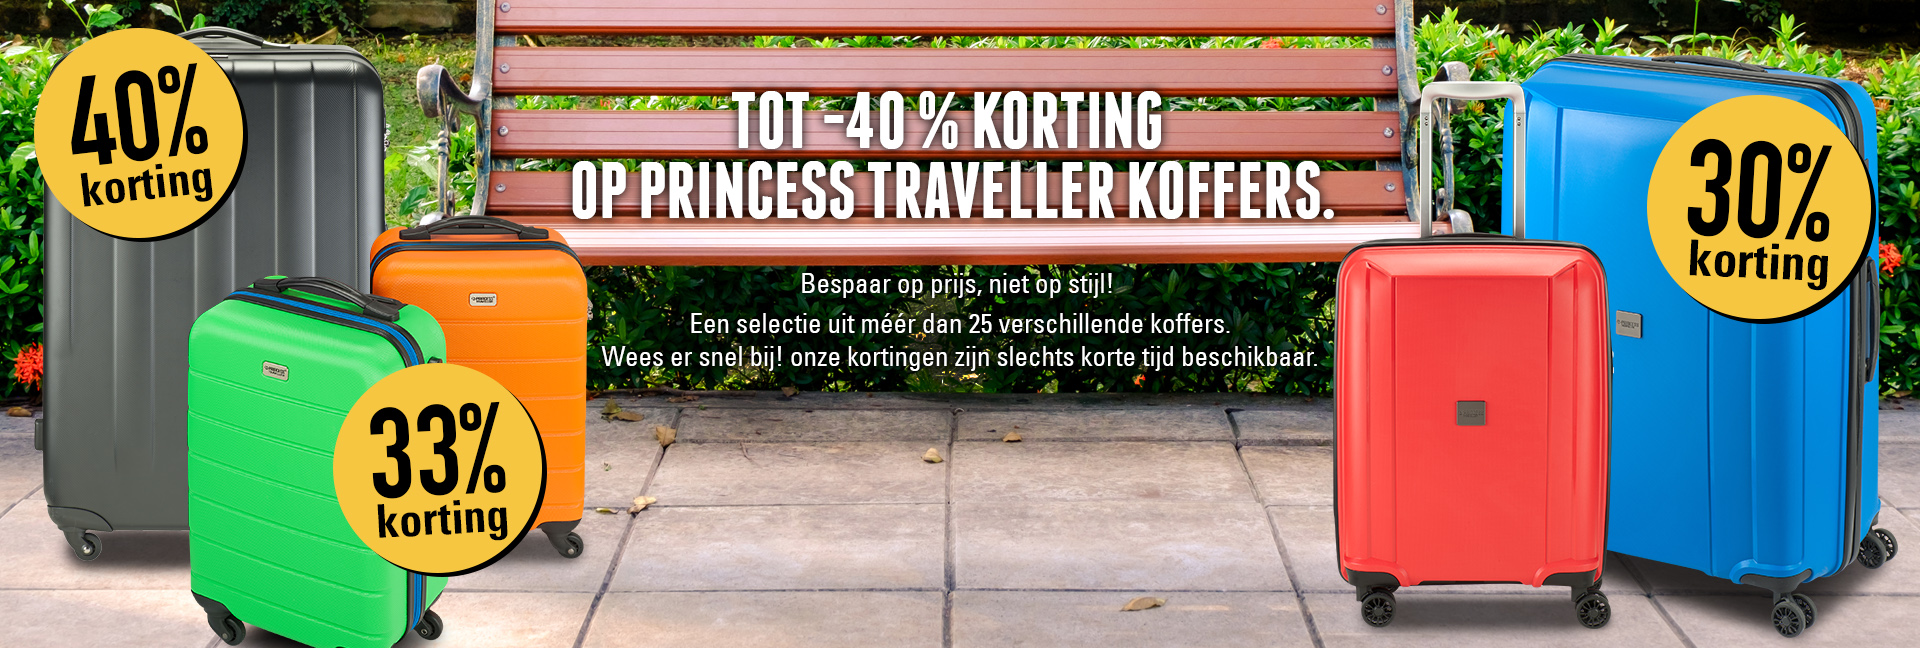 40%
korting
TOT -40 % KORTING
OP PRINCESS TRAVELLER KOFFERS.
Bespaar op prijs, niet op stijl!
Een selectie uit méér dan 25 verschillende koffers.
Wees er snel bij! onze kortingen zijn slechts korte tijd beschikbaar.
33%
korting
30%
korting